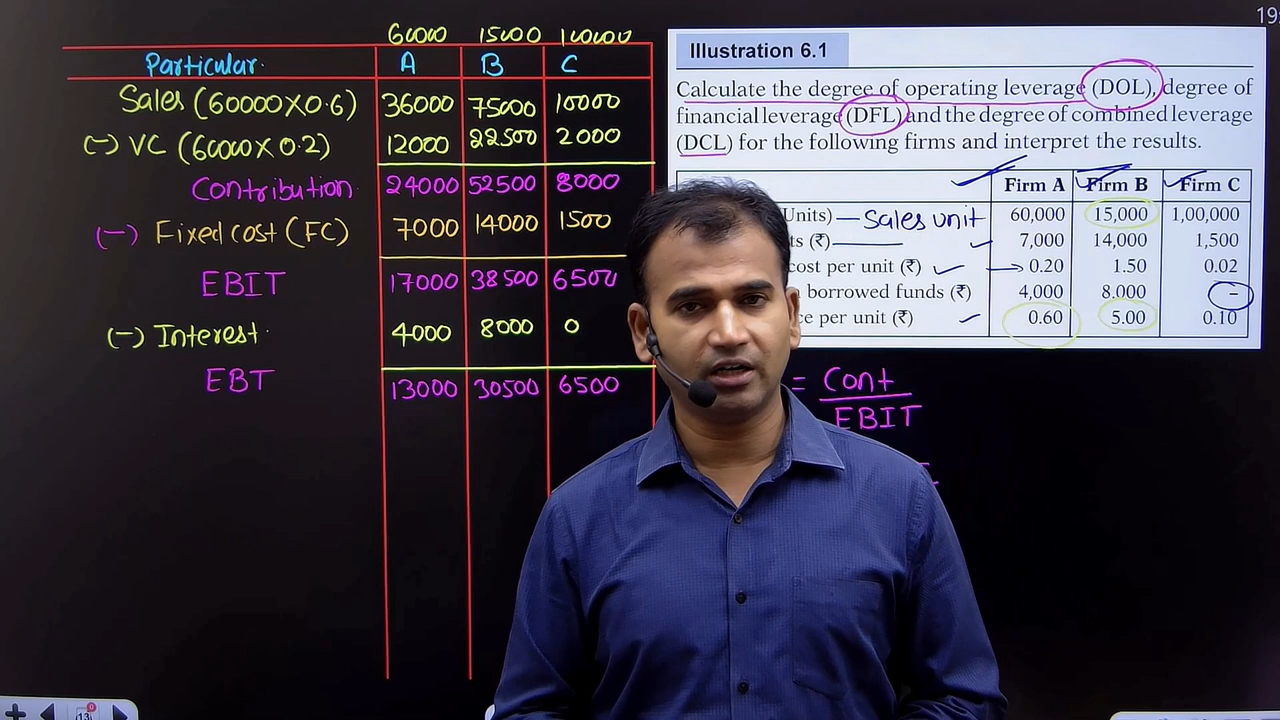 19
60000 15000 100000
Particular. A B C
Sales (60000X0.6) 36000 75000 10000
(-) VC (60000X0.2) 12000 22500 2000
Contribution. 24000 52500 8000
(-) Fixed cost (FC) 7000 14000 1500
EBIT 17000 38500 6500
(-) Interest. 4000 8000 0
EBT 13000 30500 6500
Illustration 6.1
Calculate the degree of operating leverage (DOL), degree of
financial leverage (DFL) and the degree of combined leverage
(DCL) for the following firms and interpret the results.
Firm A Firm B Firm C
Units) — Sales unit 60,000 15,000 1,00,000
ts (₹) 7,000 14,000 1,500
cost per unit (₹) 0.20 1.50 0.02
borrowed funds (₹) 4,000 8,000 -
ce per unit (₹) 0.60 5.00 0.10
= Cont
EBIT
13